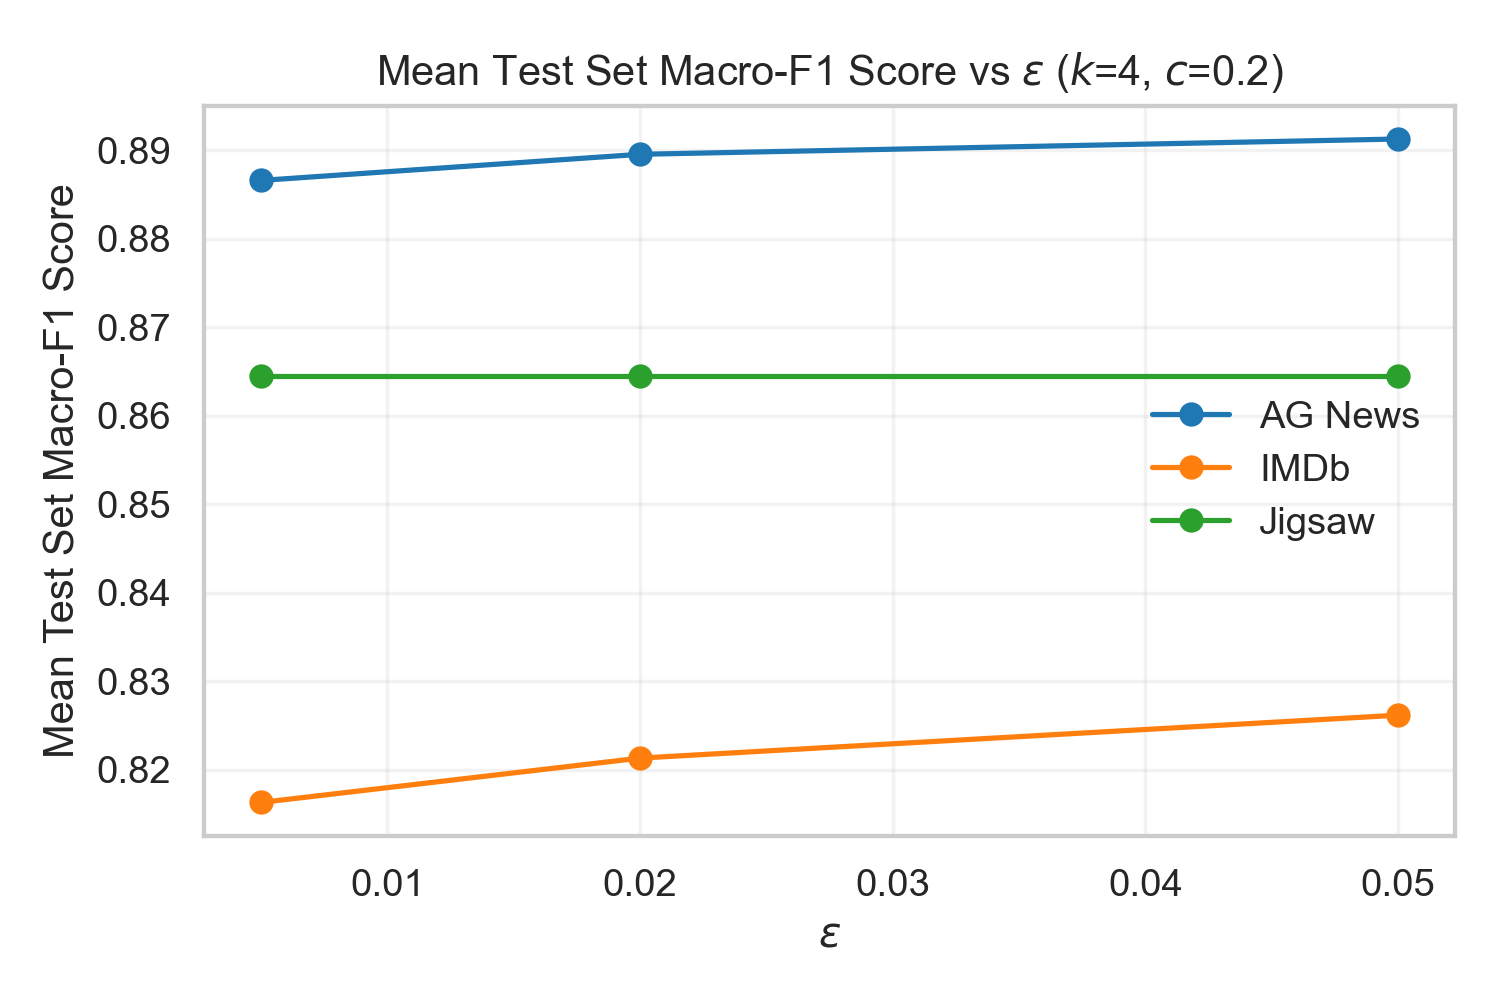 Mean Test Set Macro-F1 Score vs ε (k=4, c=0.2)
Mean Test Set Macro-F1 Score
0.89
0.88
0.87
0.86
0.85
0.84
0.83
0.82
AG News
IMDb
Jigsaw
0.01 0.02 0.03 0.04 0.05
ε